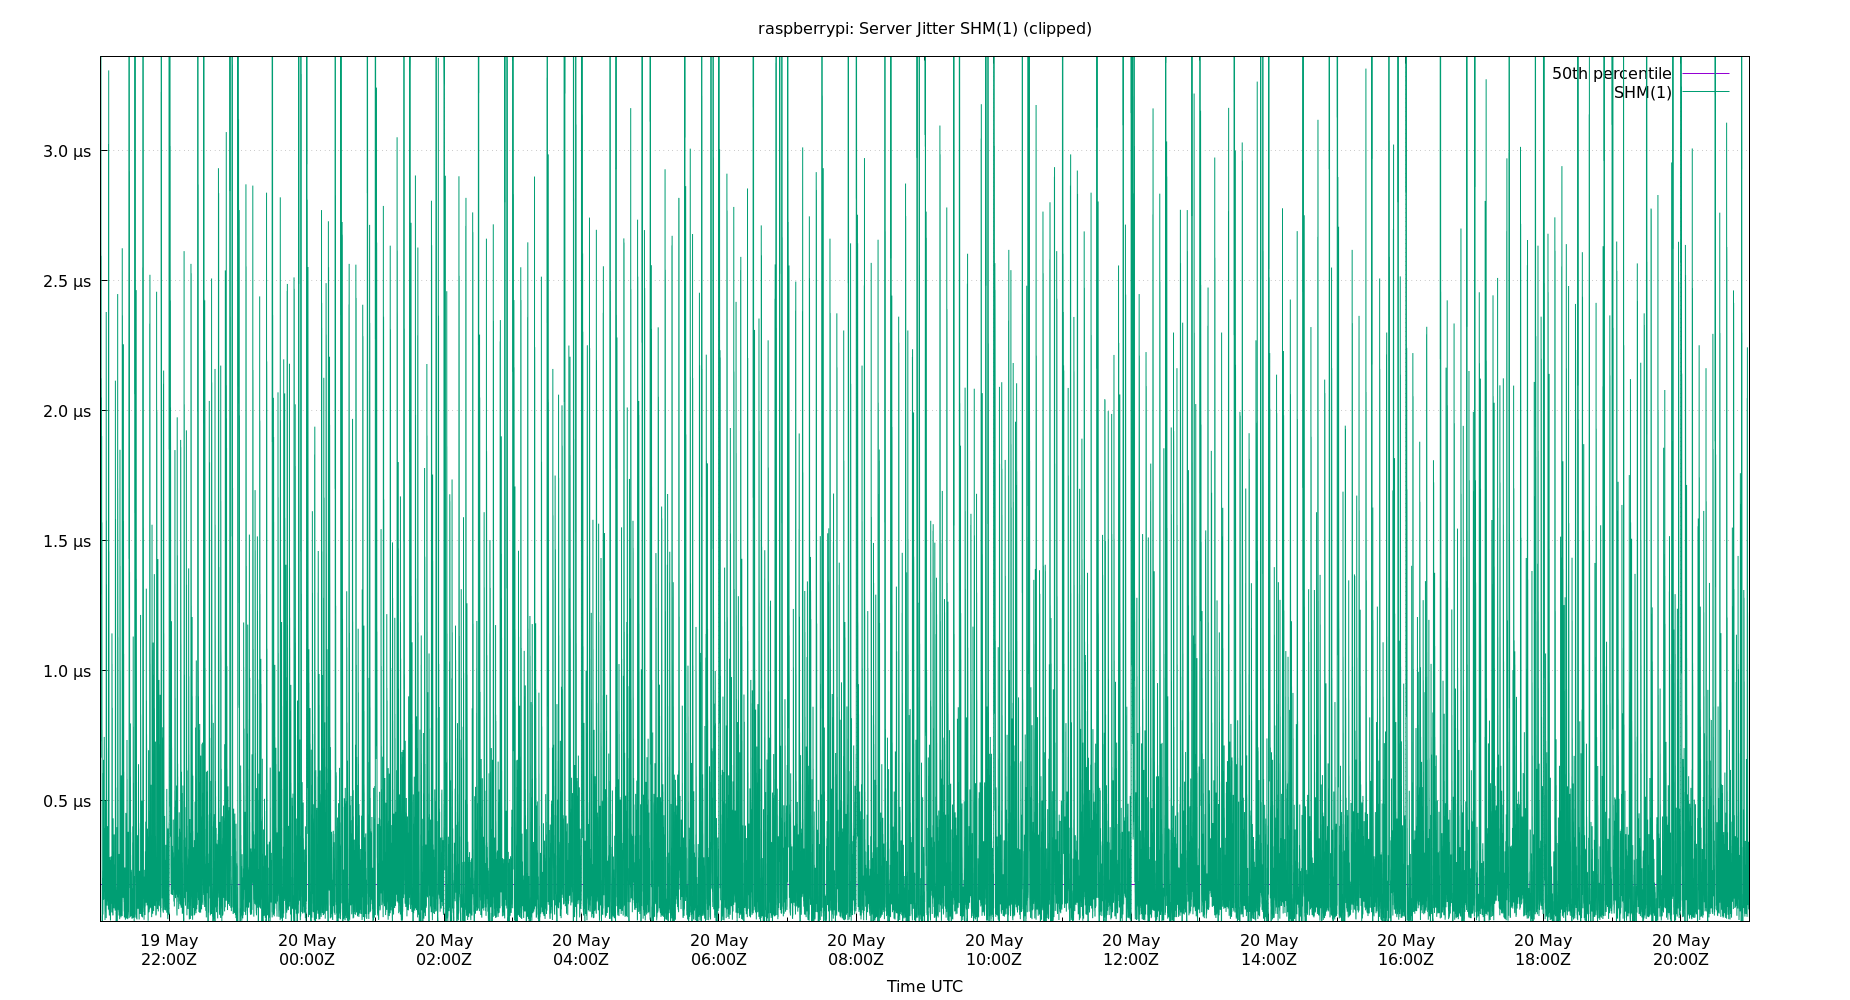 raspberrypi: Server Jitter SHM(1) (clipped)
50th percentile
SHM(1)
3.0 µs
2.5 µs
2.0 µs
1.5 µs
1.0 µs
0.5 µs
19 May 20 May 20 May 20 May 20 May 20 May 20 May 20 May 20 May 20 May 20 May 20 May
22:00Z 00:00Z 02:00Z 04:00Z 06:00Z 08:00Z 10:00Z 12:00Z 14:00Z 16:00Z 18:00Z 20:00Z
Time UTC